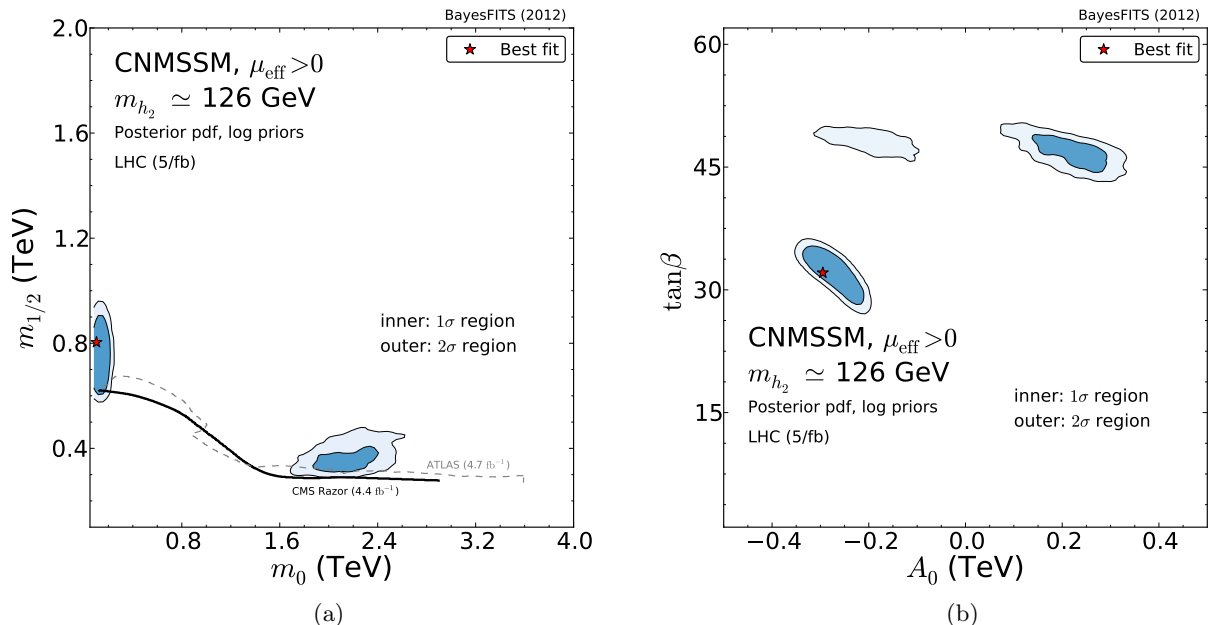 BayesFITS (2012)
2.0
Best fit
CNMSSM, μeff>0
mh2 ≃ 126 GeV
Posterior pdf, log priors
LHC (5/fb)
1.6
1.2
0.8
0.4
m1/2 (TeV)
inner: 1σ region
outer: 2σ region
ATLAS (4.7 fb−1)
CMS Razor (4.4 fb−1)
0.8 1.6 2.4 3.2 4.0
m0 (TeV)
(a)
BayesFITS (2012)
60
Best fit
45
30
15
tanβ
CNMSSM, μeff>0
mh2 ≃ 126 GeV
Posterior pdf, log priors
LHC (5/fb)
inner: 1σ region
outer: 2σ region
−0.4 −0.2 0.0 0.2 0.4
A0 (TeV)
(b)